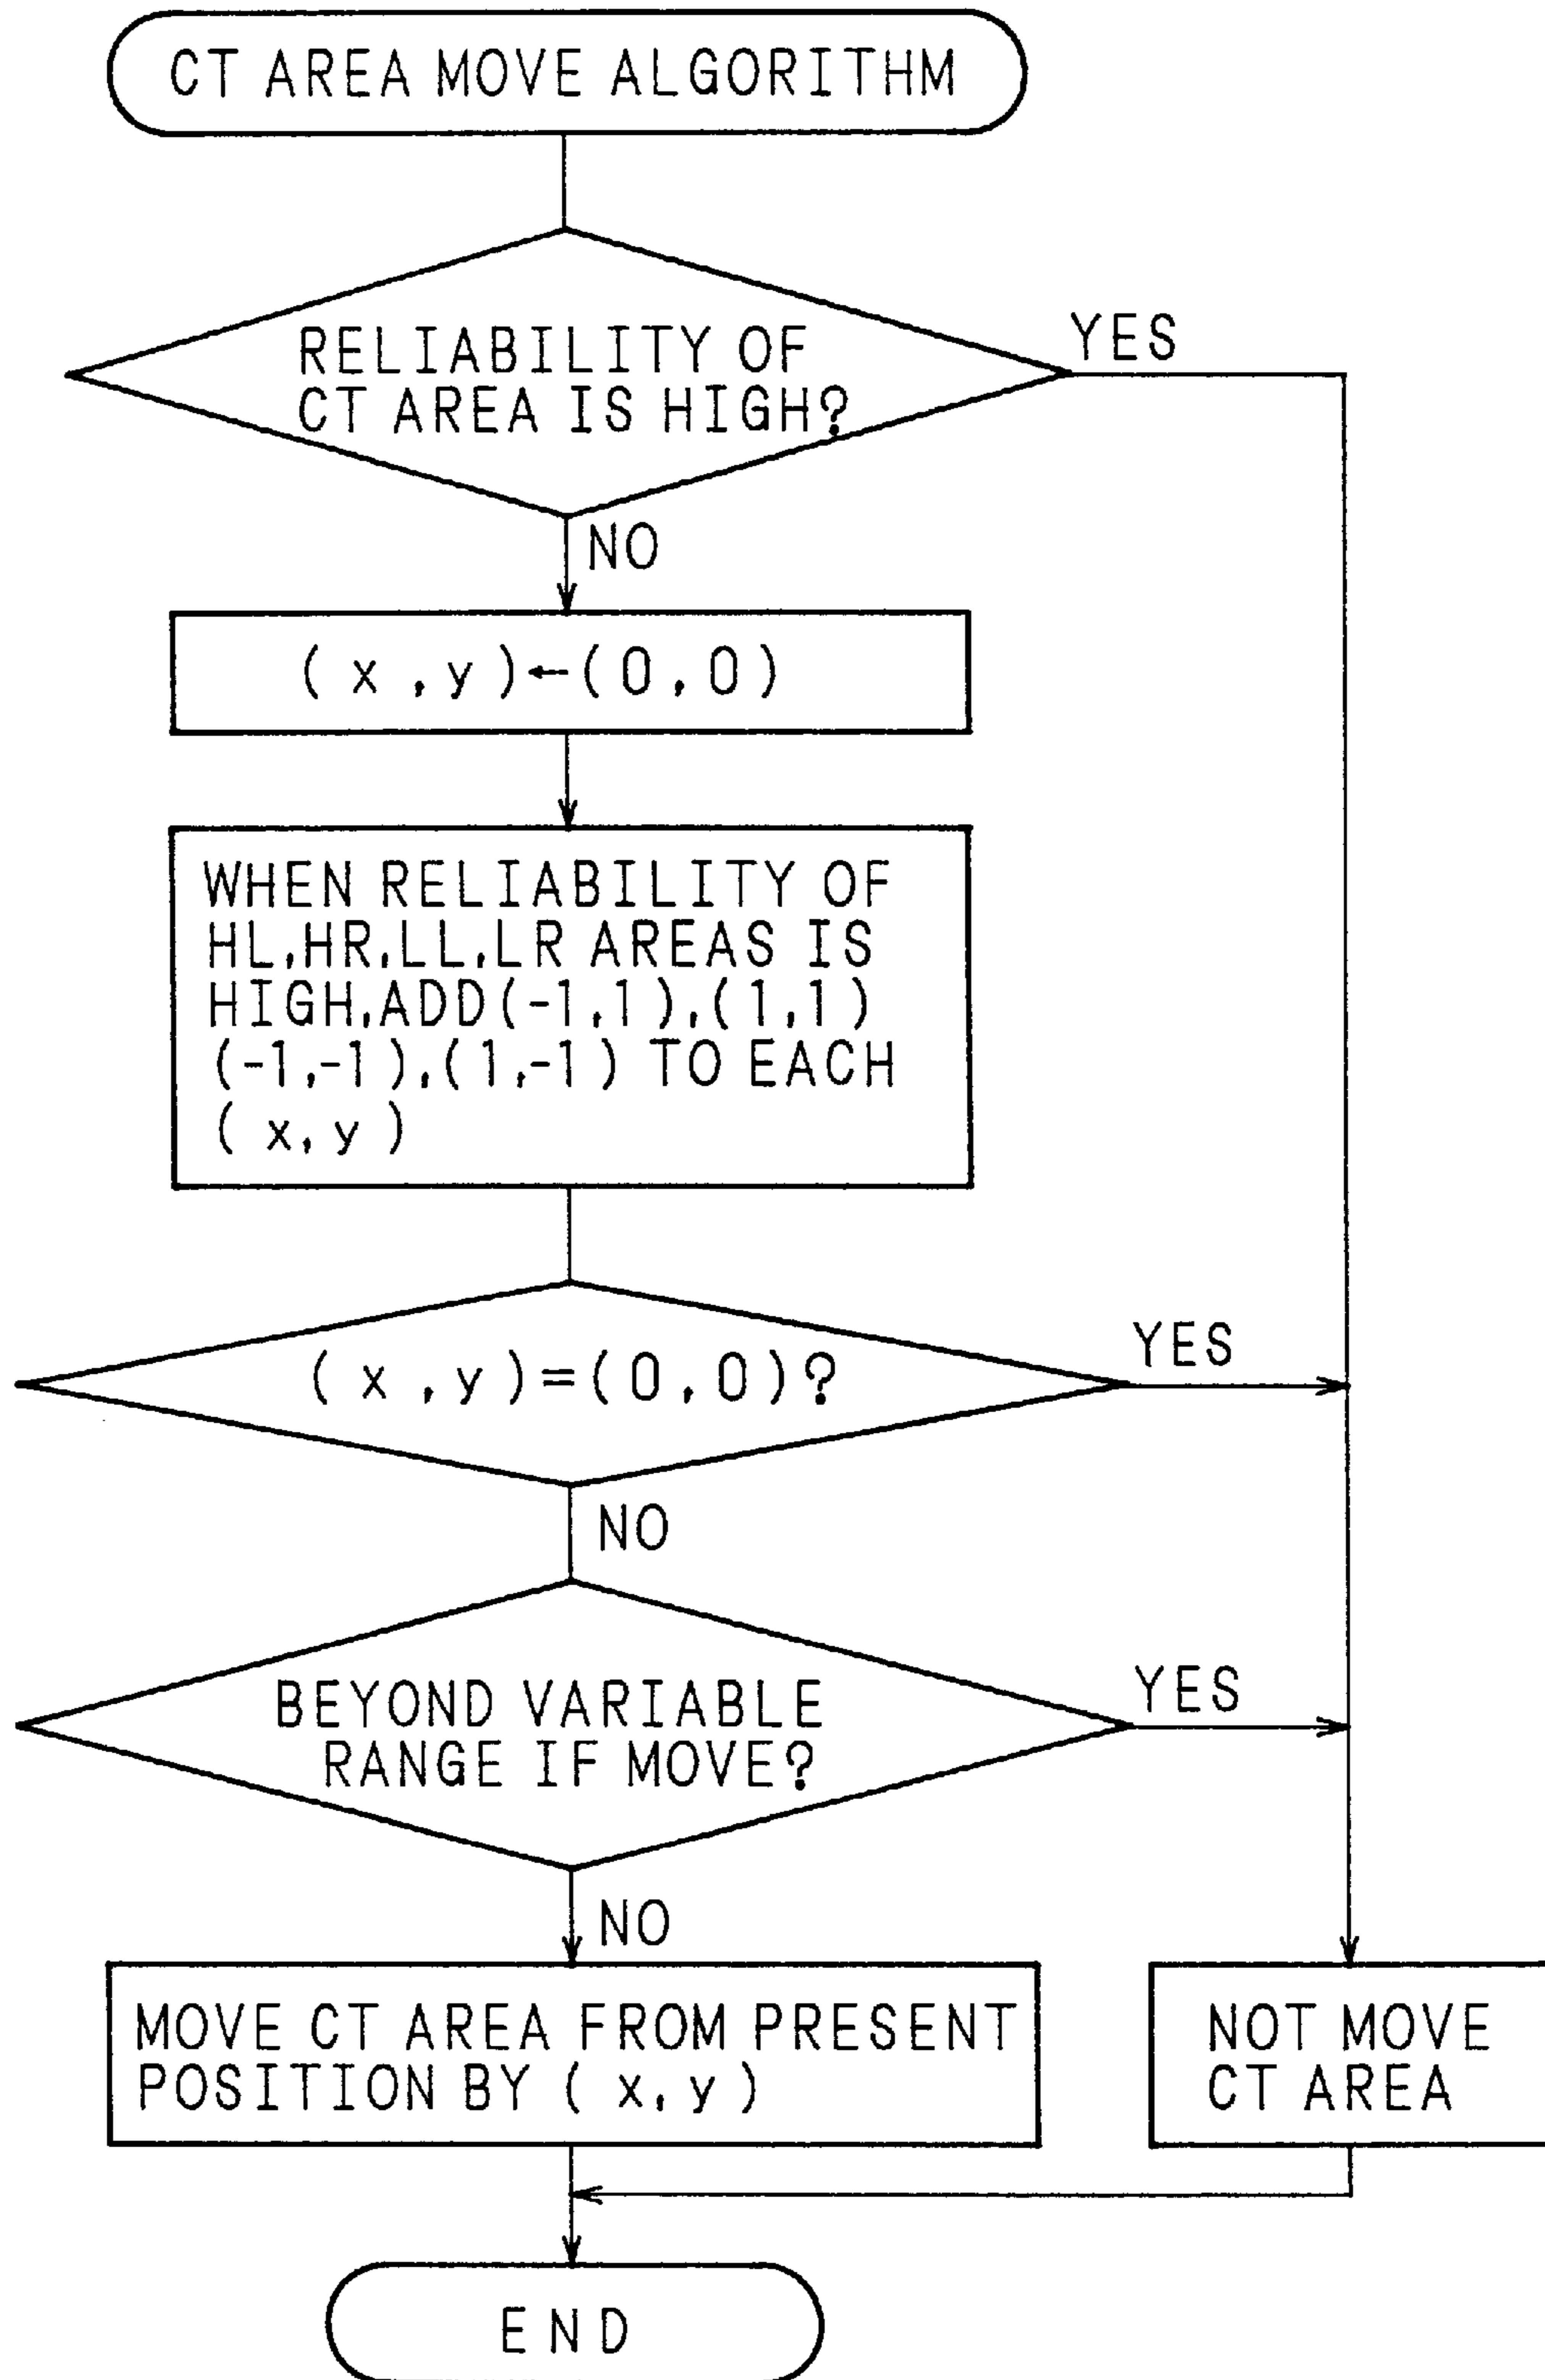 CT AREA MOVE ALGORITHM
RELIABILITY OF
CT AREA IS HIGH?
YES
NO
( x , y )←( 0 , 0 )
WHEN RELIABILITY OF
HL,HR,LL,LR AREAS IS
HIGH,ADD(-1,1),(1,1)
(-1,-1),(1,-1) TO EACH
( x, y )
( x , y )=( 0 , 0 )?
YES
NO
BEYOND VARIABLE
RANGE IF MOVE?
YES
NO
MOVE CT AREA FROM PRESENT
POSITION BY ( x, y )
NOT MOVE
CT AREA
END